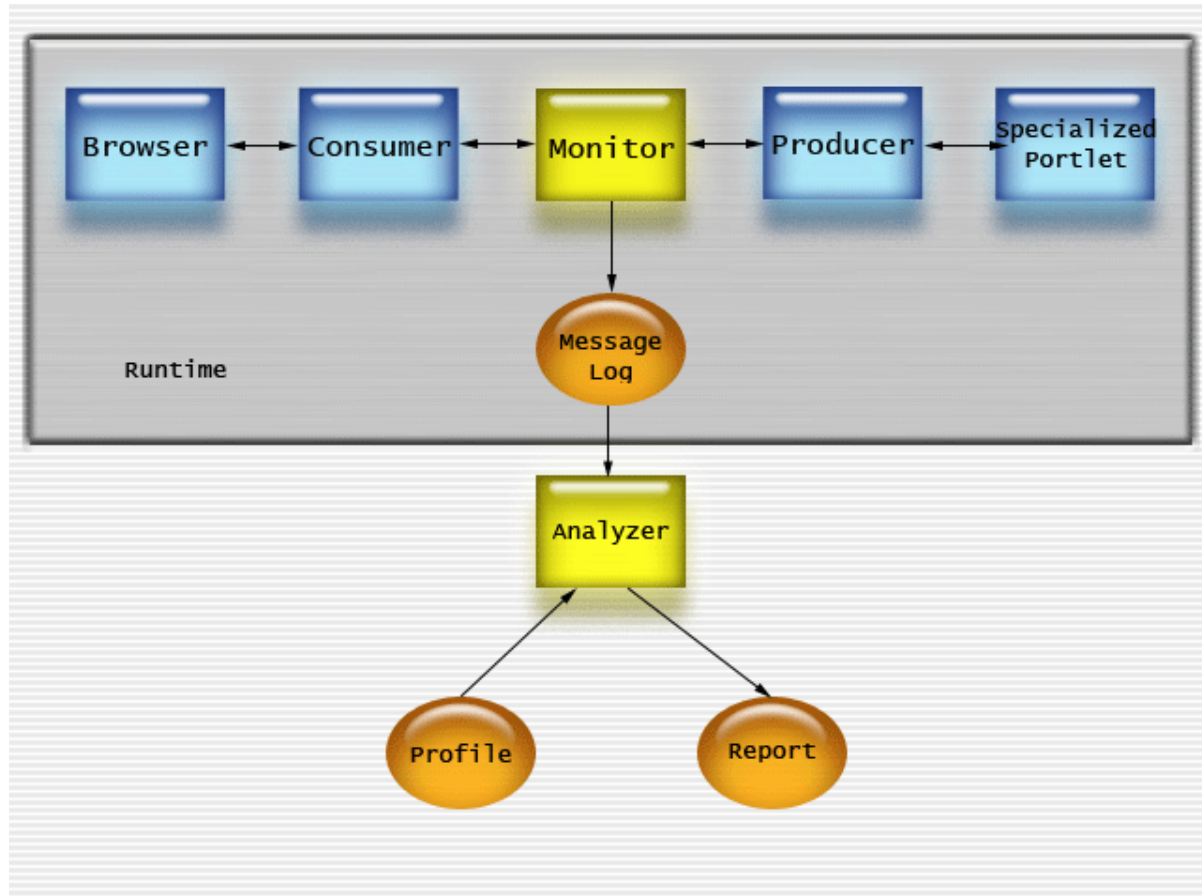 Browser
Consumer
Monitor
Producer
Specialized
Portlet
Message
Log
Runtime
Analyzer
Profile
Report